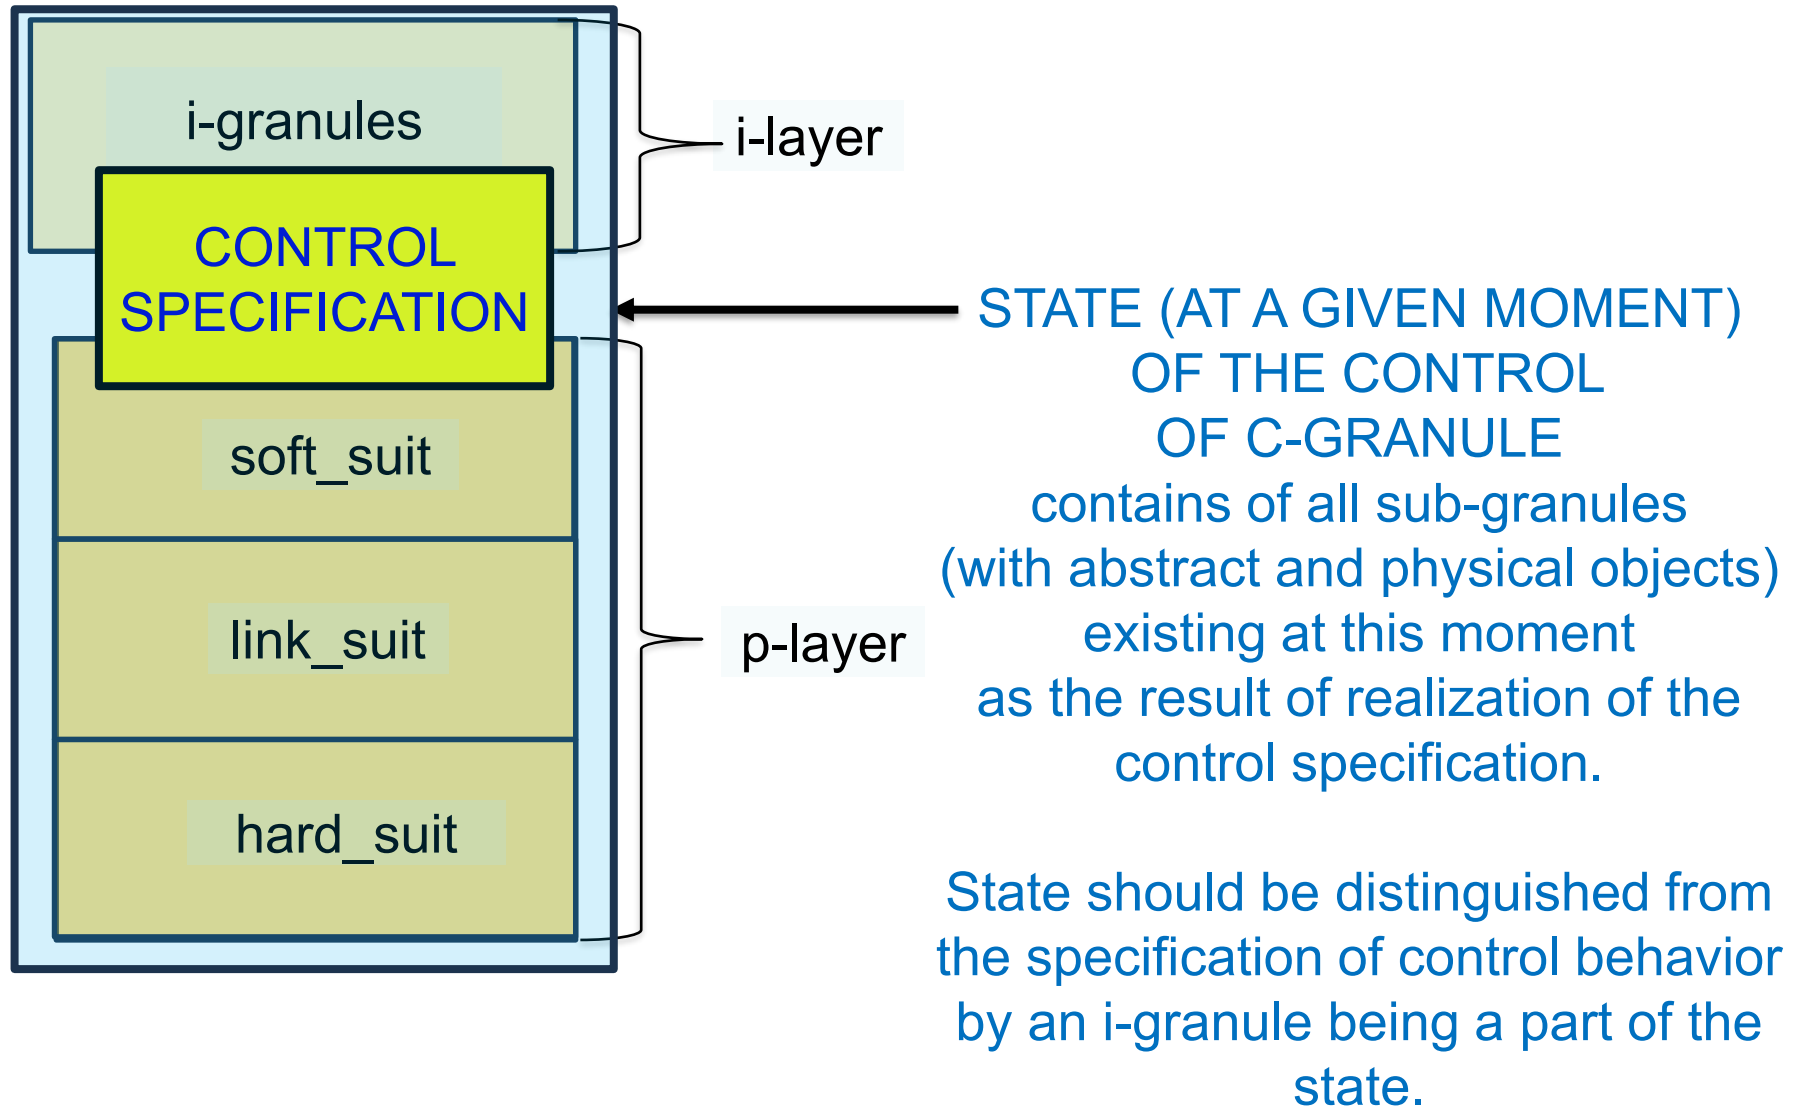 i-granules
i-layer
CONTROL
SPECIFICATION
soft_suit
link_suit
p-layer
hard_suit
STATE (AT A GIVEN MOMENT)
OF THE CONTROL
OF C-GRANULE
contains of all sub-granules
(with abstract and physical objects)
existing at this moment
as the result of realization of the
control specification.
State should be distinguished from
the specification of control behavior
by an i-granule being a part of the
state.